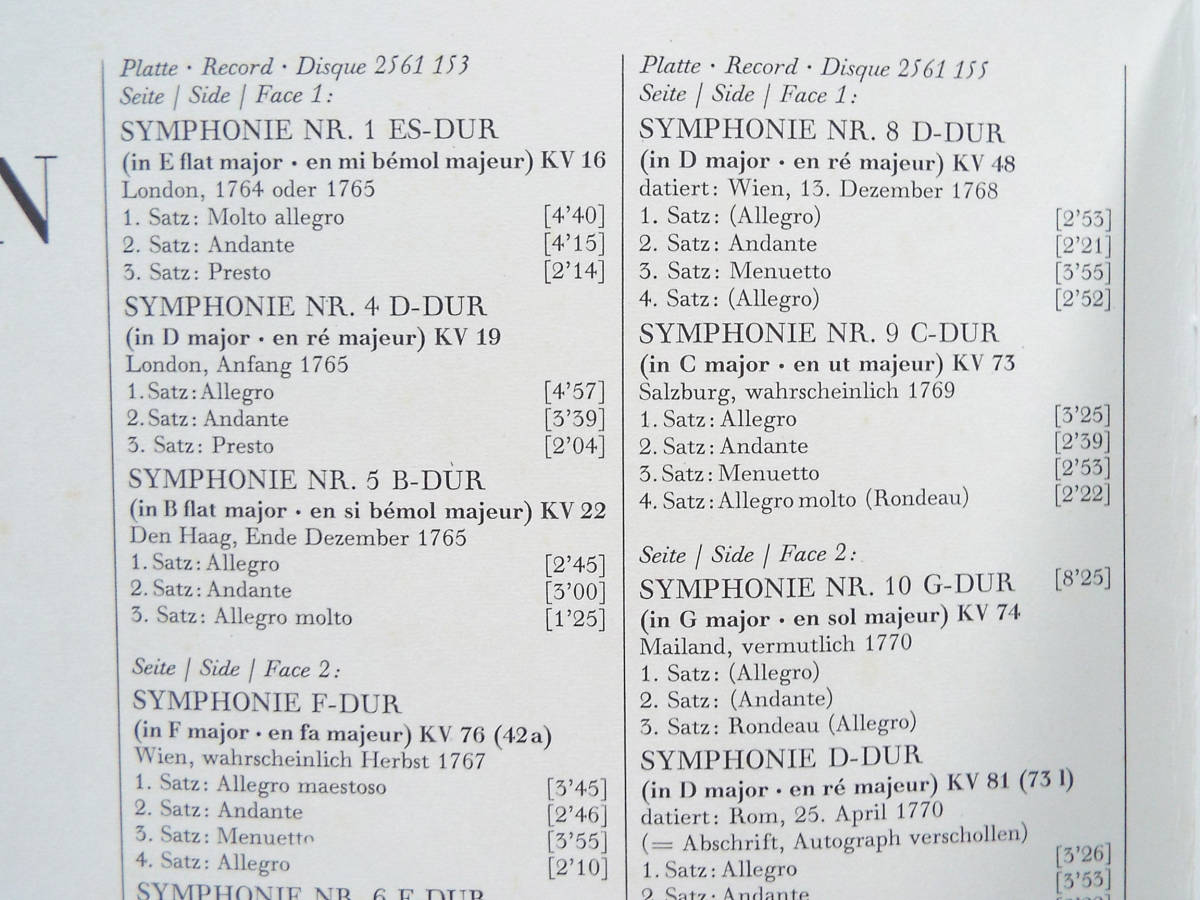 N
Platte · Record · Disque 2561 153
Seite | Side | Face 1:
SYMPHONIE NR. 1 ES-DUR
(in E flat major · en mi bémol majeur) KV 16
London, 1764 oder 1765
1. Satz: Molto allegro [4’40]
2. Satz: Andante [4’15]
3. Satz: Presto [2’14]
SYMPHONIE NR. 4 D-DUR
(in D major · en ré majeur) KV 19
London, Anfang 1765
1. Satz: Allegro [4’57]
2. Satz: Andante [3’39]
3. Satz: Presto [2’04]
SYMPHONIE NR. 5 B-DUR
(in B flat major · en si bémol majeur) KV 22
Den Haag, Ende Dezember 1765
1. Satz: Allegro [2’45]
2. Satz: Andante [3’00]
3. Satz: Allegro molto [1’25]
Seite | Side | Face 2:
SYMPHONIE F-DUR
(in F major · en fa majeur) KV 76 (42a)
Wien, wahrscheinlich Herbst 1767
1. Satz: Allegro maestoso [3’45]
2. Satz: Andante [2’46]
3. Satz: Menuetto [3’55]
4. Satz: Allegro [2’10]
SYMPHONIE NR. 6 F-DUR
Platte · Record · Disque 2561 155
Seite | Side | Face 1:
SYMPHONIE NR. 8 D-DUR
(in D major · en ré majeur) KV 48
datiert: Wien, 13. Dezember 1768
1. Satz: (Allegro) [2’53]
2. Satz: Andante [2’21]
3. Satz: Menuetto [3’55]
4. Satz: (Allegro) [2’52]
SYMPHONIE NR. 9 C-DUR
(in C major · en ut majeur) KV 73
Salzburg, wahrscheinlich 1769
1. Satz: Allegro [3’25]
2. Satz: Andante [2’39]
3. Satz: Menuetto [2’53]
4. Satz: Allegro molto (Rondeau) [2’22]
Seite | Side | Face 2:
SYMPHONIE NR. 10 G-DUR [8’25]
(in G major · en sol majeur) KV 74
Mailand, vermutlich 1770
1. Satz: (Allegro)
2. Satz: (Andante)
3. Satz: Rondeau (Allegro)
SYMPHONIE D-DUR
(in D major · en ré majeur) KV 81 (73 l)
datiert: Rom, 25. April 1770
(= Abschrift, Autograph verschollen)
1. Satz: Allegro [3’26]
2. Satz: Andante [3’53]